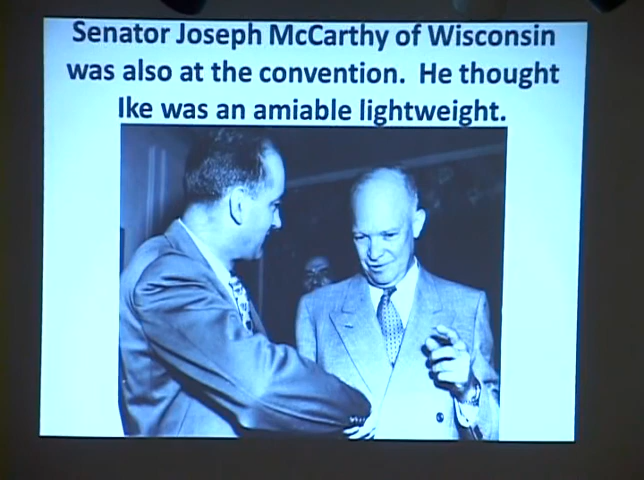 Senator Joseph McCarthy of Wisconsin
was also at the convention.  He thought
Ike was an amiable lightweight.